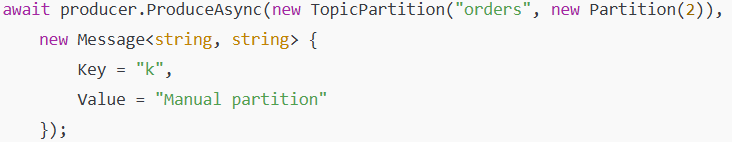 await producer.ProduceAsync(new TopicPartition("orders", new Partition(2)),
    new Message<string, string> {
        Key = "k",
        Value = "Manual partition"
    });